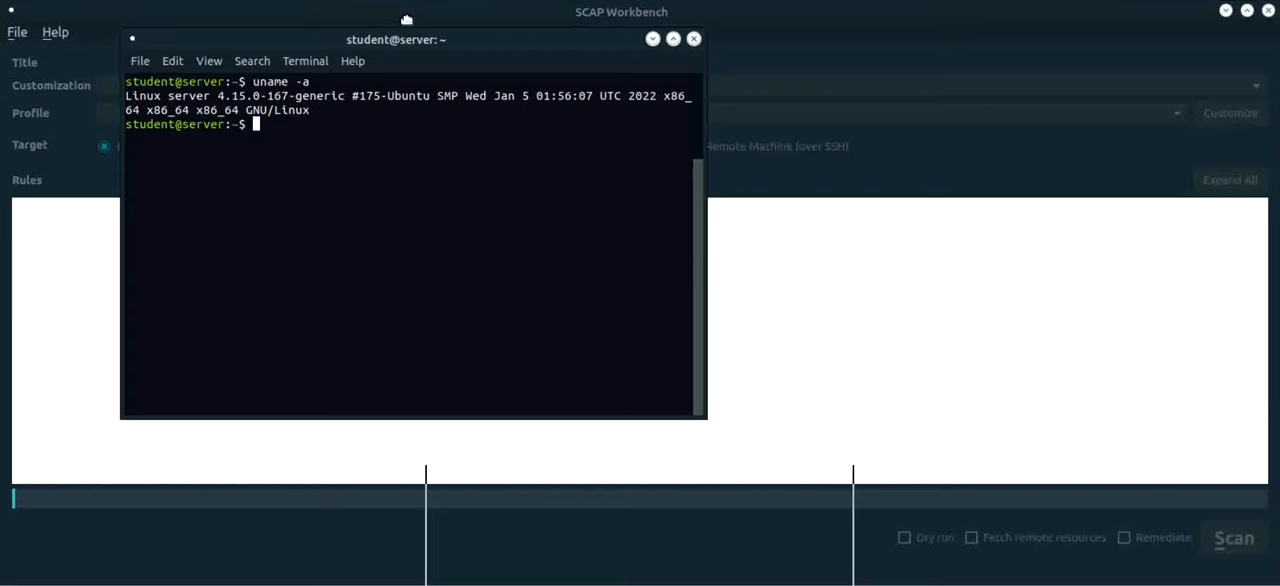 SCAP Workbench
File Help
student@server: ~
Title
File Edit View Search Terminal Help
Customization
student@server:~$ uname -a
Linux server 4.15.0-167-generic #175-Ubuntu SMP Wed Jan 5 01:56:07 UTC 2022 x86_
64 x86_64 x86_64 GNU/Linux
student@server:~$
Profile
Customize
Target
Remote Machine (over SSH)
Rules
Expand All
Dry run Fetch remote resources Remediate Scan